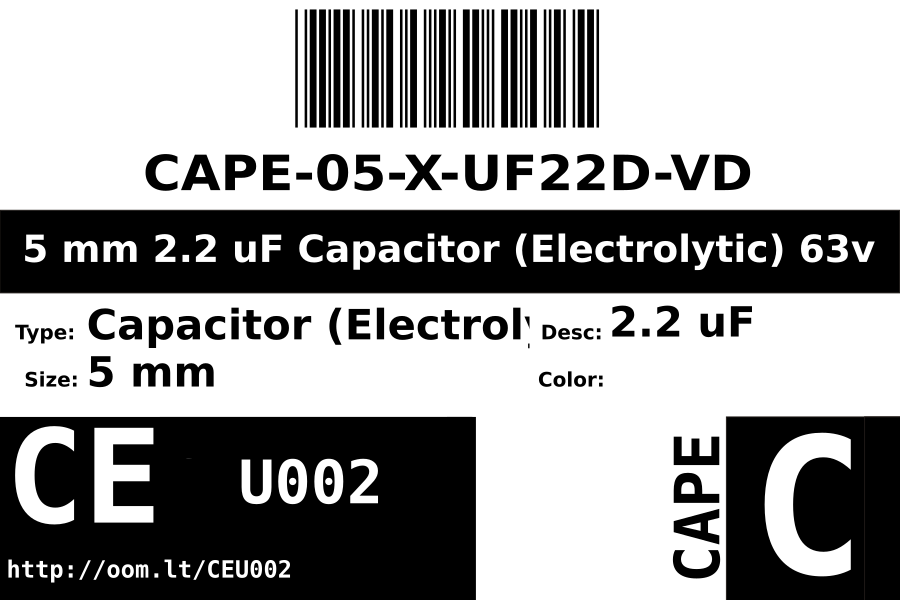 CAPE-05-X-UF22D-VD
5 mm 2.2 uF Capacitor (Electrolytic) 63v
Type: Capacitor (Electroly Desc: 2.2 uF
Size: 5 mm Color:
CE U002
http://oom.lt/CEU002
CAPE C